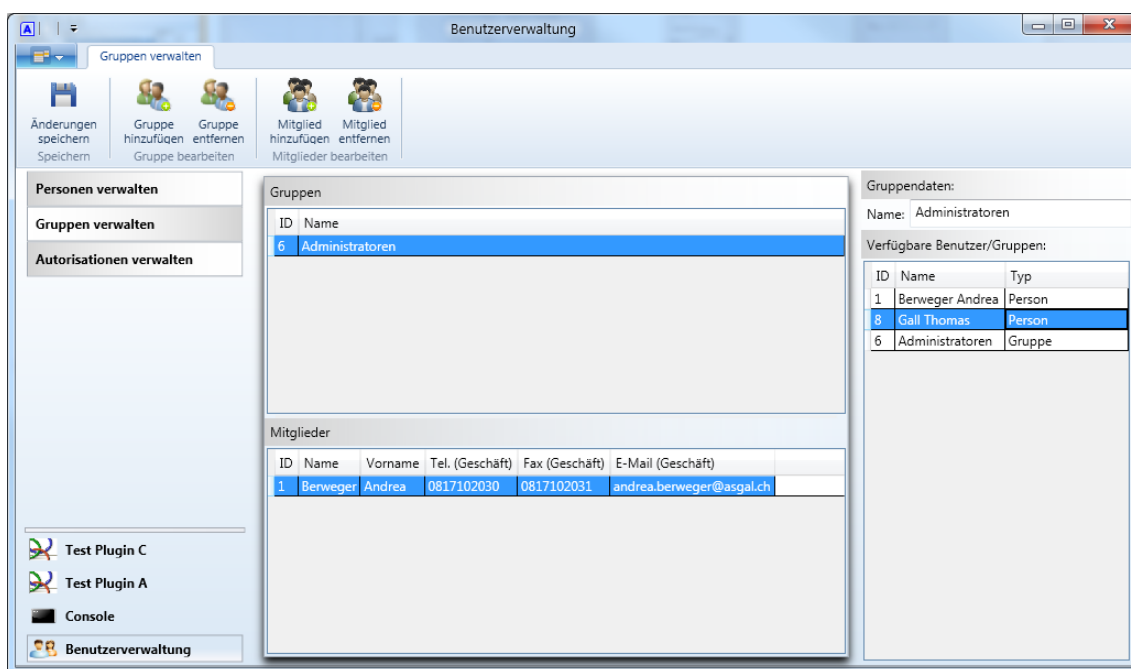 A
Benutzerverwaltung
Gruppen verwalten
Änderungen speichern
Gruppe hinzufügen
Gruppe entfernen
Mitglied hinzufügen
Mitglied entfernen
Speichern
Gruppe bearbeiten
Mitglieder bearbeiten
Personen verwalten
Gruppen verwalten
Autorisationen verwalten
Test Plugin C
Test Plugin A
Console
Benutzerverwaltung
Gruppen
ID Name
6 Administratoren
Mitglieder
ID Name Vorname Tel. (Geschäft) Fax (Geschäft) E-Mail (Geschäft)
1 Berweger Andrea 0817102030 0817102031 andrea.berweger@asgal.ch
Gruppendaten:
Name: Administratoren
Verfügbare Benutzer/Gruppen:
ID Name Typ
1 Berweger Andrea Person
8 Gall Thomas Person
6 Administratoren Gruppe